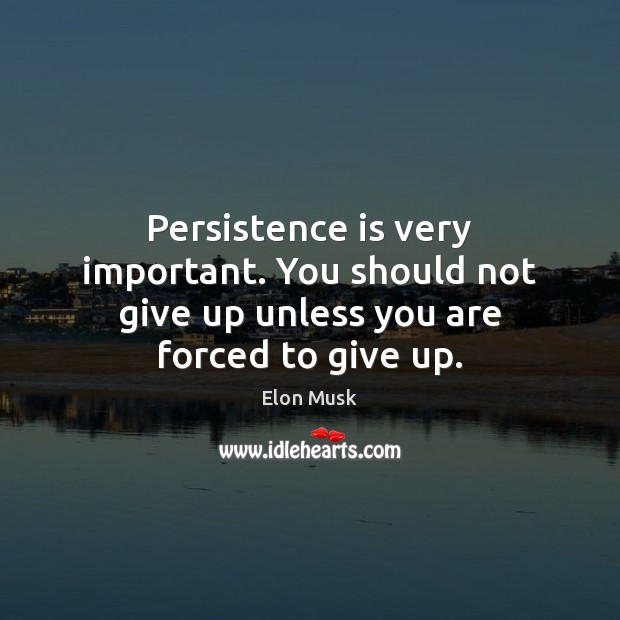 Persistence is very
important. You should not
give up unless you are
forced to give up.
Elon Musk
www.idlehearts.com